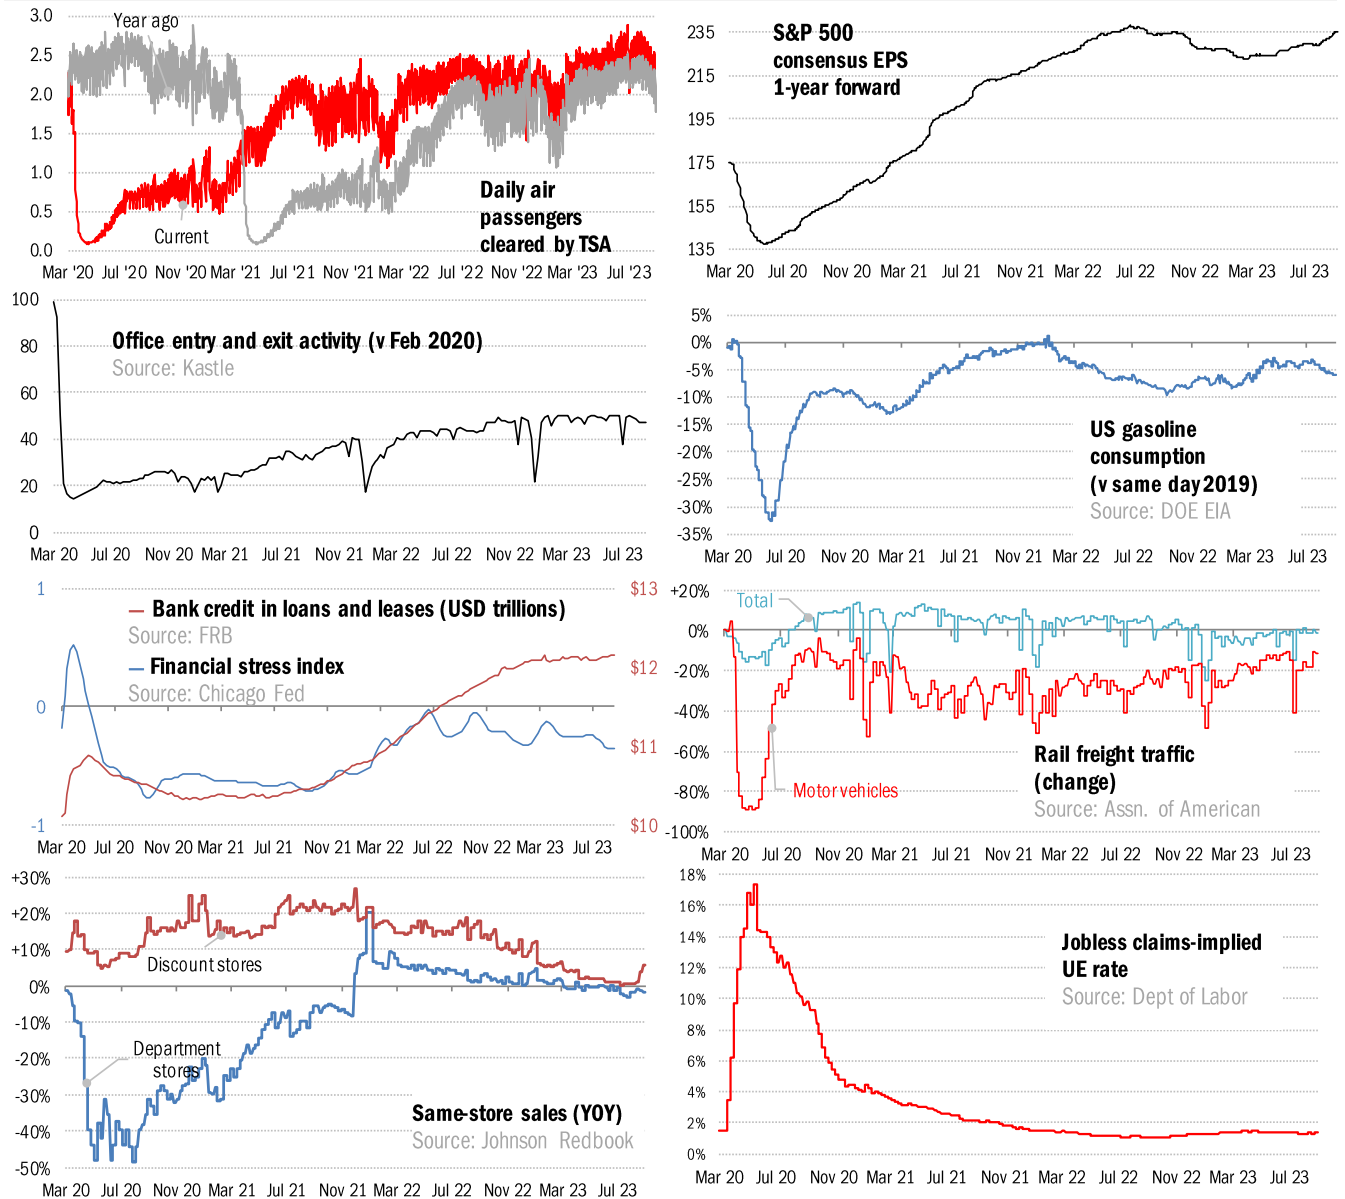 3.0
2.5
2.0
1.5
1.0
0.5
0.0
Year ago
Current
Daily air
passengers
cleared by TSA
Mar '20 Jul '20 Nov '20 Mar '21 Jul '21 Nov '21 Mar '22 Jul '22 Nov '22 Mar '23 Jul '23
235
215
195
175
155
135
S&P 500
consensus EPS
1-year forward
Mar 20 Jul 20 Nov 20 Mar 21 Jul 21 Nov 21 Mar 22 Jul 22 Nov 22 Mar 23 Jul 23
100
80
60
40
20
0
Office entry and exit activity (v Feb 2020)
Source: Kastle
Mar 20 Jul 20 Nov 20 Mar 21 Jul 21 Nov 21 Mar 22 Jul 22 Nov 22 Mar 23 Jul 23
5%
0%
-5%
-10%
-15%
-20%
-25%
-30%
-35%
US gasoline
consumption
(v same day 2019)
Source: DOE EIA
Mar 20 Jul 20 Nov 20 Mar 21 Jul 21 Nov 21 Mar 22 Jul 22 Nov 22 Mar 23 Jul 23
1
0
-1
Bank credit in loans and leases (USD trillions)
Source: FRB
Financial stress index
Source: Chicago Fed
$13
$12
$11
$10
Mar 20 Jul 20 Nov 20 Mar 21 Jul 21 Nov 21 Mar 22 Jul 22 Nov 22 Mar 23 Jul 23
+20%
0%
-20%
-40%
-60%
-80%
-100%
Total
Motor vehicles
Rail freight traffic
(change)
Source: Assn. of American
Mar 20 Jul 20 Nov 20 Mar 21 Jul 21 Nov 21 Mar 22 Jul 22 Nov 22 Mar 23 Jul 23
+30%
+20%
+10%
0%
-10%
-20%
-30%
-40%
-50%
Discount stores
Department
stores
Same-store sales (YOY)
Source: Johnson Redbook
Mar 20 Jul 20 Nov 20 Mar 21 Jul 21 Nov 21 Mar 22 Jul 22 Nov 22 Mar 23 Jul 23
18%
16%
14%
12%
10%
8%
6%
4%
2%
0%
Jobless claims-implied
UE rate
Source: Dept of Labor
Mar 20 Jul 20 Nov 20 Mar 21 Jul 21 Nov 21 Mar 22 Jul 22 Nov 22 Mar 23 Jul 23